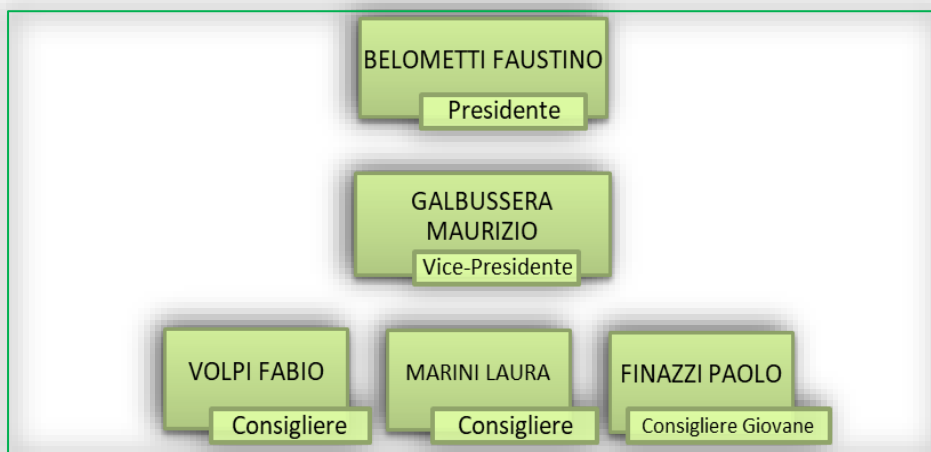 BELOMETTI FAUSTINO
Presidente
GALBUSSERA
MAURIZIO
Vice-Presidente
VOLPI FABIO
Consigliere
MARINI LAURA
Consigliere
FINAZZI PAOLO
Consigliere Giovane